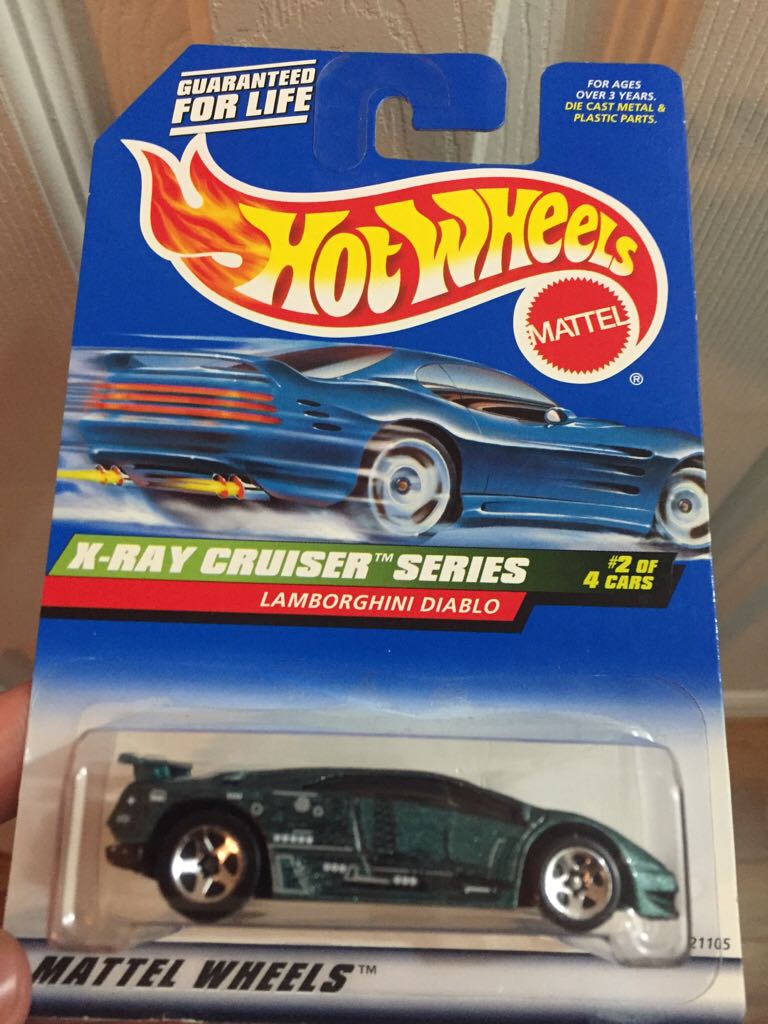 GUARANTEED
FOR LIFE
FOR AGES
OVER 3 YEARS.
DIE CAST METAL &
PLASTIC PARTS.
HOT WHEELS
MATTEL
®
X-RAY CRUISER™ SERIES
#2 OF
4 CARS
LAMBORGHINI DIABLO
21105
MATTEL WHEELS™